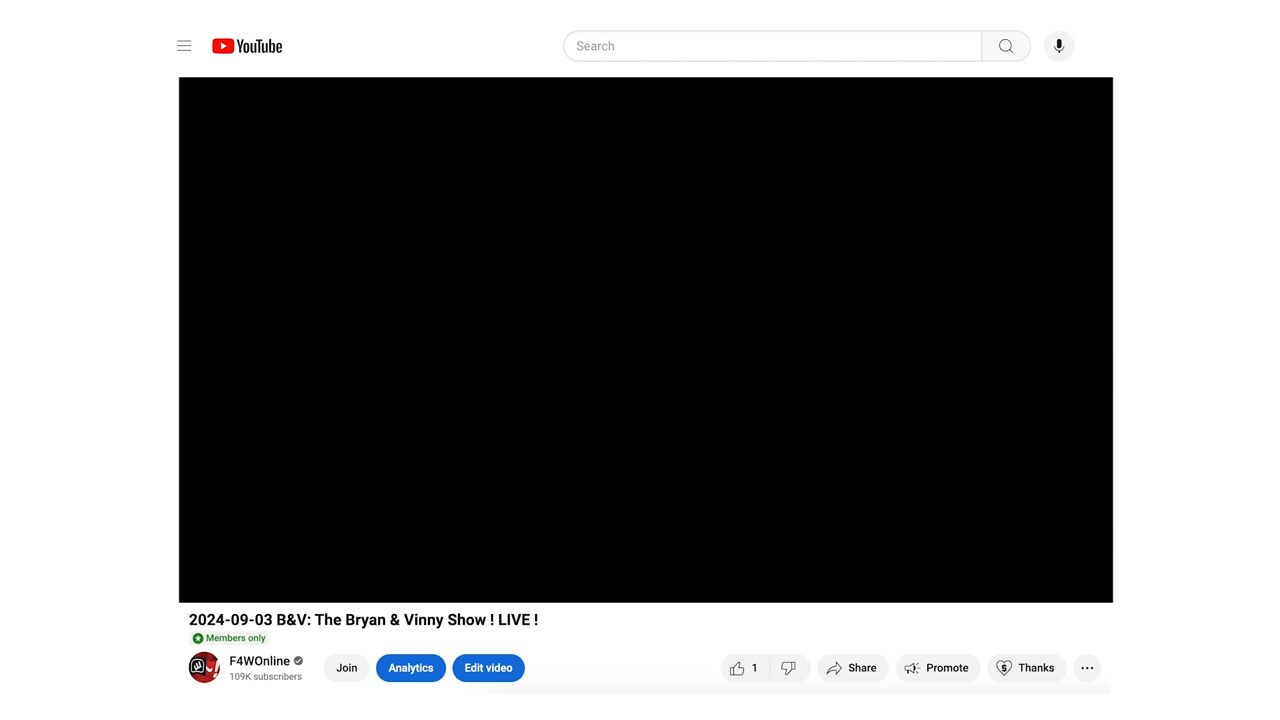 YouTube
Search
2024-09-03 B&V: The Bryan & Vinny Show ! LIVE !
Members only
F4WOnline
109K subscribers
Join
Analytics
Edit video
1
Share
Promote
Thanks